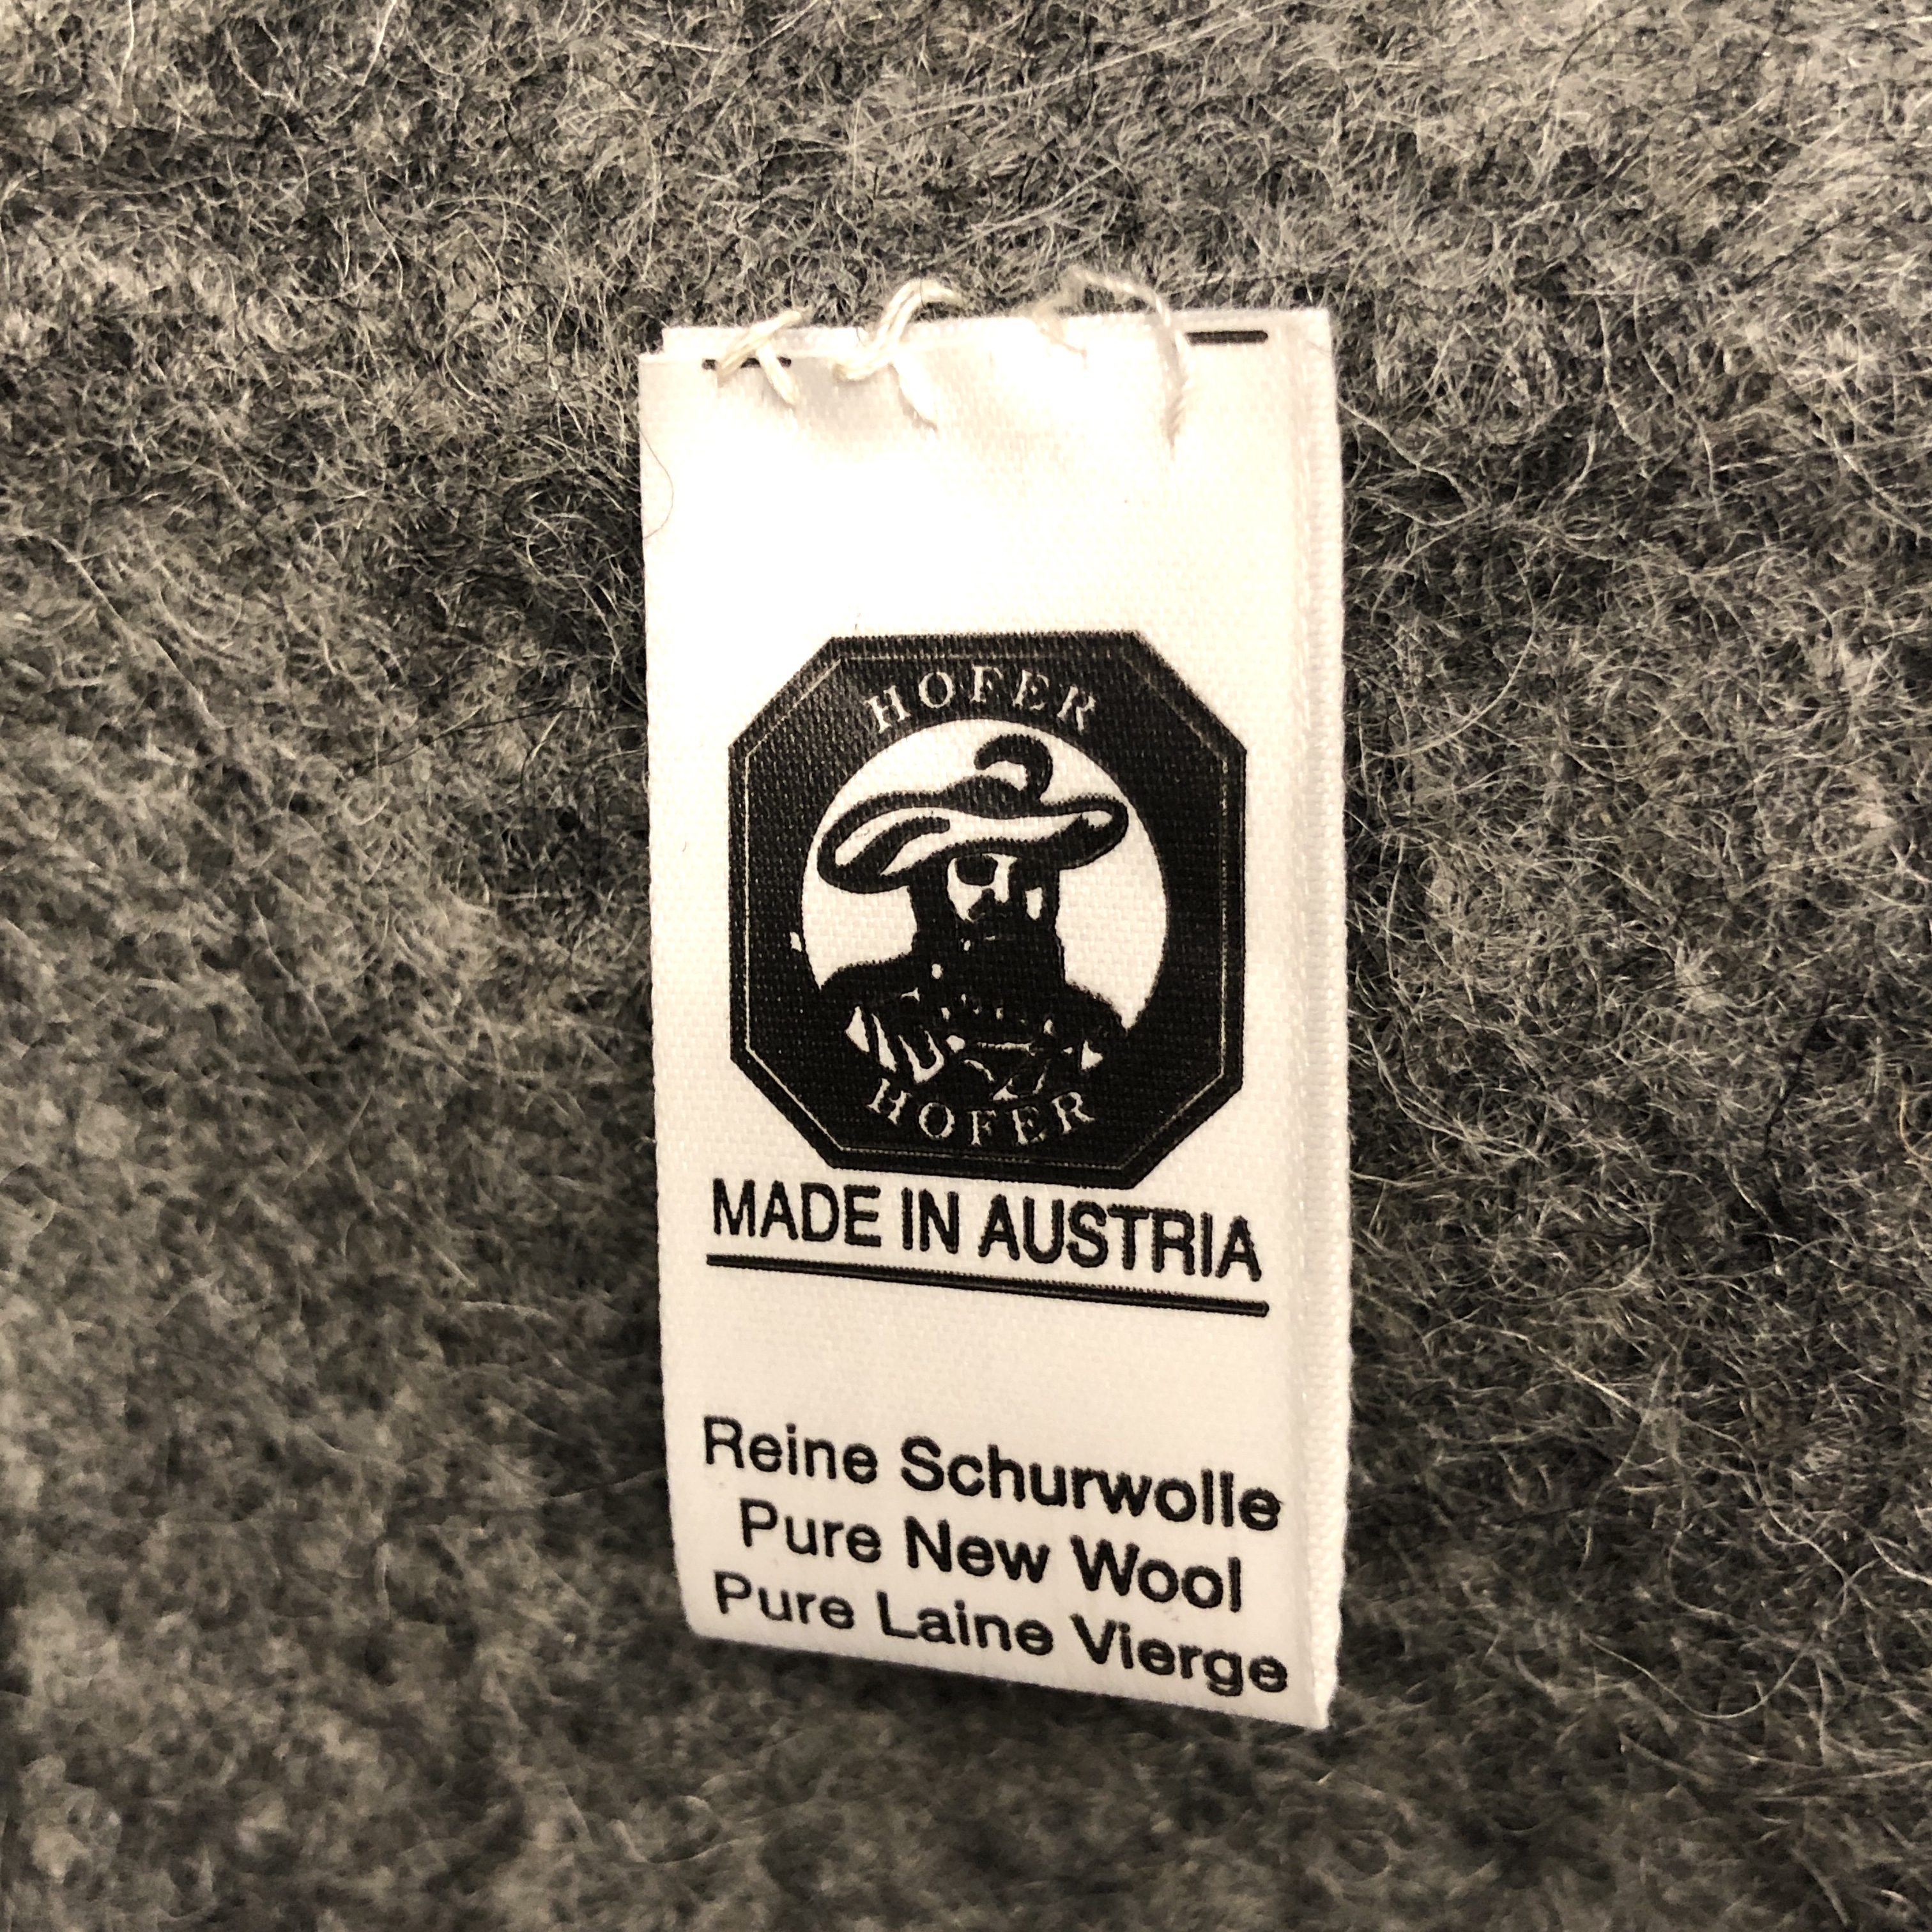 HOFER
HOFER
MADE IN AUSTRIA
Reine Schurwolle
Pure New Wool
Pure Laine Vierge